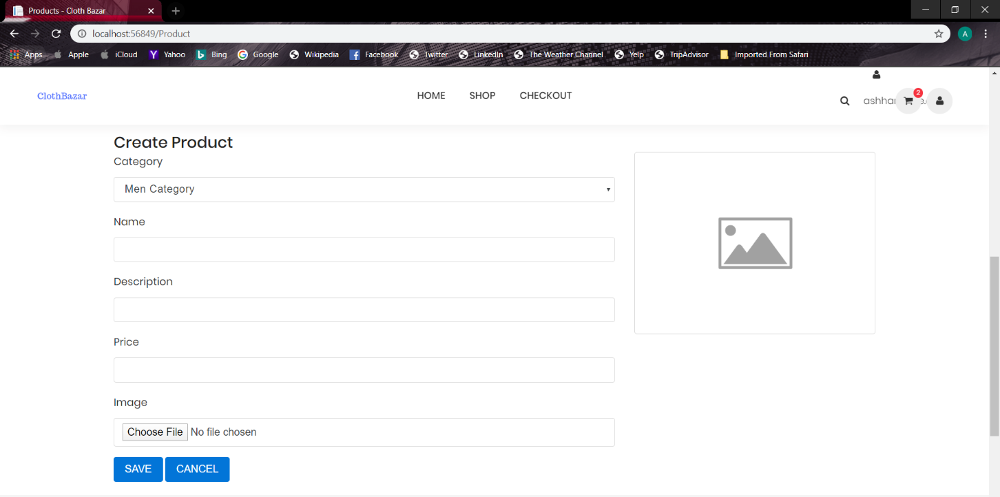 Products - Cloth Bazar
localhost:56849/Product
A
Apps Apple iCloud Yahoo Bing Google Wikipedia Facebook Twitter LinkedIn The Weather Channel Yelp TripAdvisor Imported From Safari
ClothBazar HOME SHOP CHECKOUT 2
Create Product
Category
Men Category
Name
Description
Price
Image
Choose File No file chosen
SAVE CANCEL